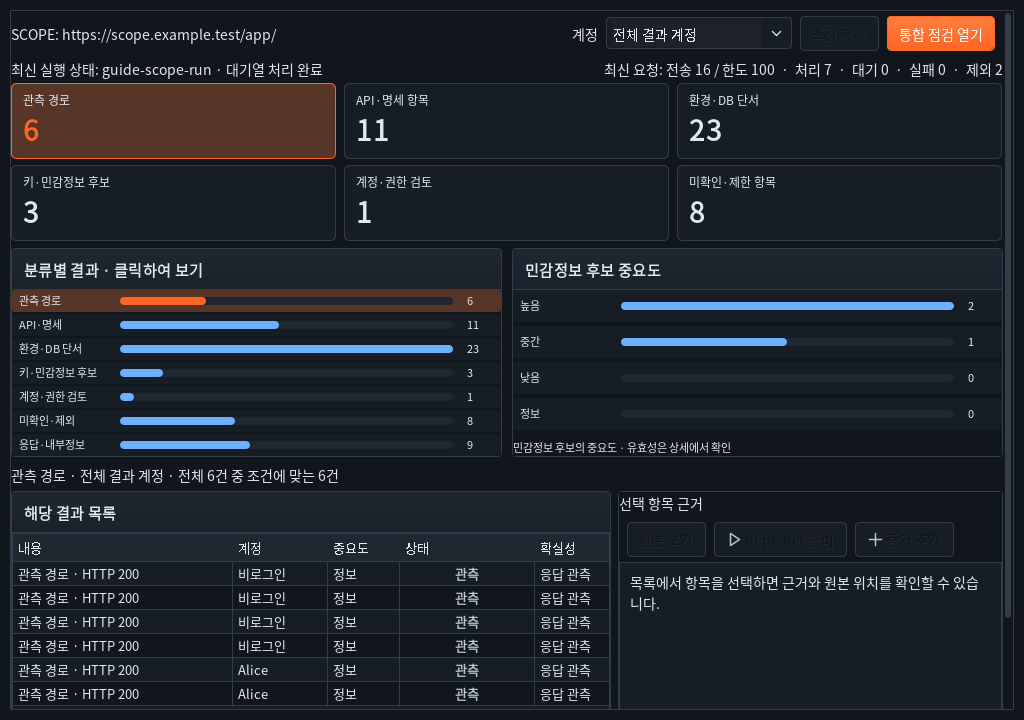 SCOPE: https://scope.example.test/app/
계정 전체 결과 계정 조건 해제 통합 점검 열기
최신 실행 상태: guide-scope-run · 대기열 처리 완료
최신 요청: 전송 16 / 한도 100 · 처리 7 · 대기 0 · 실패 0 · 제외 2
관측 경로
6
API·명세 항목
11
환경·DB 단서
23
키·민감정보 후보
3
계정·권한 검토
1
미확인·제한 항목
8
분류별 결과 · 클릭하여 보기
관측 경로 6
API·명세 11
환경·DB 단서 23
키·민감정보 후보 3
계정·권한 검토 1
미확인·제외 8
응답·내부정보 9
민감정보 후보 중요도
높음 2
중간 1
낮음 0
정보 0
민감정보 후보의 중요도 · 유효성은 상세에서 확인
관측 경로 · 전체 결과 계정 · 전체 6건 중 조건에 맞는 6건
해당 결과 목록
내용 계정 중요도 상태 확실성
관측 경로 · HTTP 200 비로그인 정보 관측 응답 관측
관측 경로 · HTTP 200 비로그인 정보 관측 응답 관측
관측 경로 · HTTP 200 비로그인 정보 관측 응답 관측
관측 경로 · HTTP 200 비로그인 정보 관측 응답 관측
관측 경로 · HTTP 200 Alice 정보 관측 응답 관측
관측 경로 · HTTP 200 Alice 정보 관측 응답 관측
선택 항목 근거
원본 보기 Repeater 준비 증거 추가
목록에서 항목을 선택하면 근거와 원본 위치를 확인할 수 있습
니다.